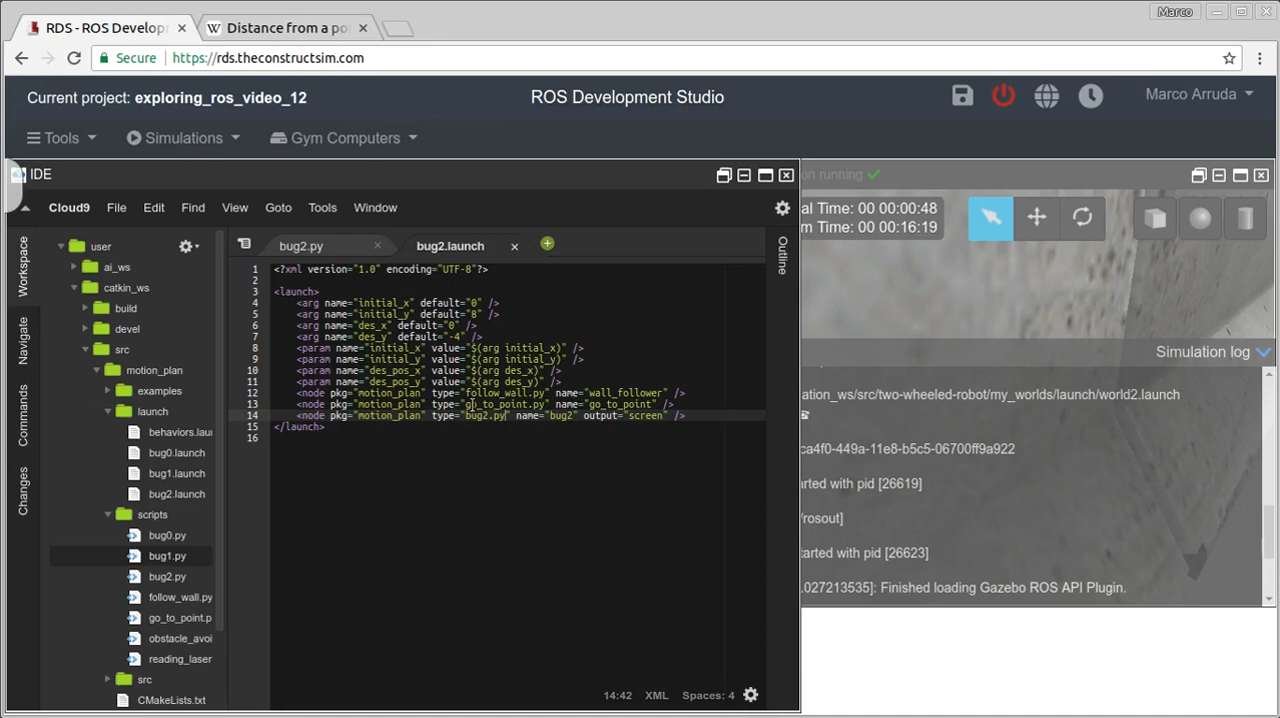 Marco
RDS - ROS Develop
Distance from a po
Secure
https://rds.theconstructsim.com
Current project: exploring_ros_video_12
ROS Development Studio
Marco Arruda
Tools
Simulations
Gym Computers
IDE
on running
Cloud9 File Edit Find View Goto Tools Window
al Time: 00 00:00:48
m Time: 00 00:16:19
Workspace
Navigate
Commands
Changes
user
ai_ws
catkin_ws
build
devel
src
motion_plan
examples
launch
behaviors.lau
bug0.launch
bug1.launch
bug2.launch
scripts
bug0.py
bug1.py
bug2.py
follow_wall.py
go_to_point.p
obstacle_avoi
reading_laser
src
CMakeLists.txt
bug2.py
bug2.launch
Outline
1 <?xml version="1.0" encoding="UTF-8"?>
2
3 <launch>
4 <arg name="initial_x" default="0" />
5 <arg name="initial_y" default="8" />
6 <arg name="des_x" default="0" />
7 <arg name="des_y" default="-4" />
8 <param name="initial_x" value="$(arg initial_x)" />
9 <param name="initial_y" value="$(arg initial_y)" />
10 <param name="des_pos_x" value="$(arg des_x)" />
11 <param name="des_pos_y" value="$(arg des_y)" />
12 <node pkg="motion_plan" type="follow_wall.py" name="wall_follower" />
13 <node pkg="motion_plan" type="go_to_point.py" name="go_to_point" />
14 <node pkg="motion_plan" type="bug2.py" name="bug2" output="screen" />
15 </launch>
16
14:42 XML Spaces: 4
Simulation log
ation_ws/src/two-wheeled-robot/my_worlds/launch/world2.launch
ca4f0-449a-11e8-b5c5-06700ff9a922
arted with pid [26619]
/rosout]
arted with pid [26623]
.027213535]: Finished loading Gazebo ROS API Plugin.